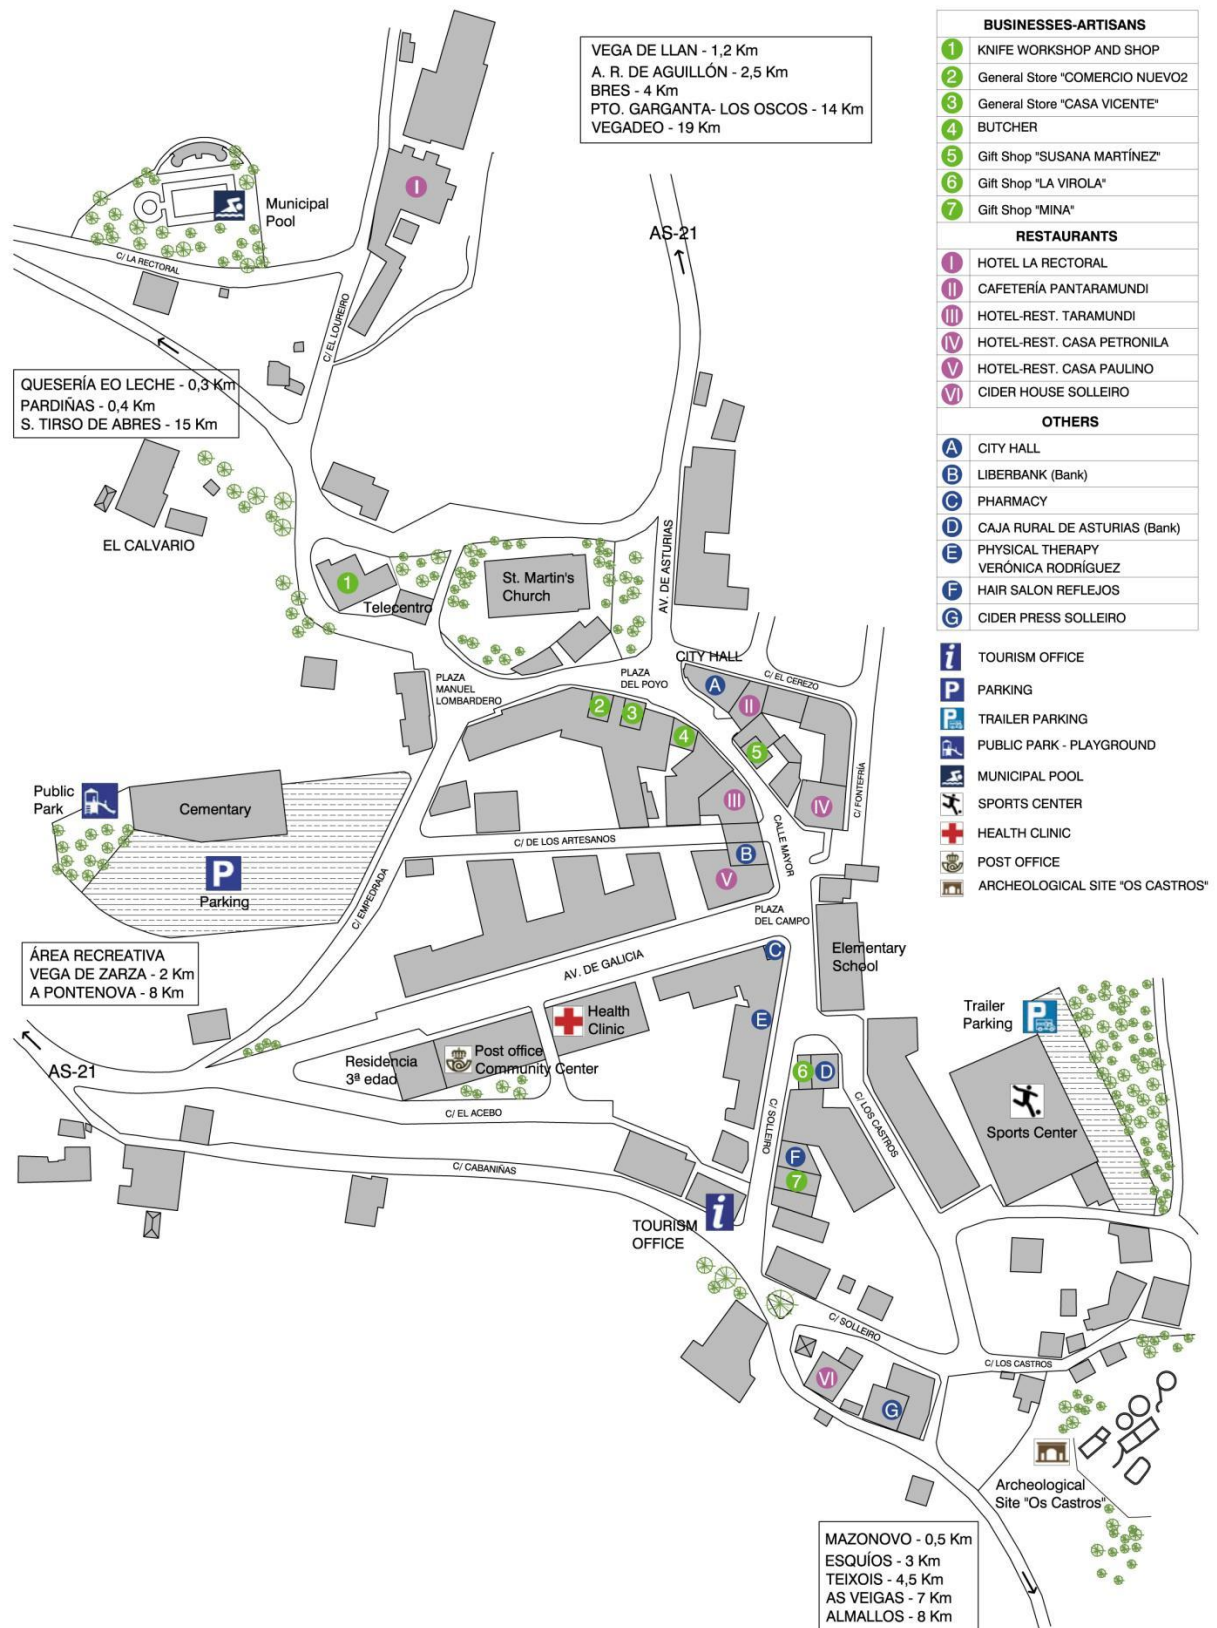 VEGA DE LLAN - 1,2 Km
A. R. DE AGUILLÓN - 2,5 Km
BRES - 4 Km
PTO. GARGANTA- LOS OSCOS - 14 Km
VEGADEO - 19 Km
BUSINESSES-ARTISANS
1 KNIFE WORKSHOP AND SHOP
2 General Store "COMERCIO NUEVO2
3 General Store "CASA VICENTE"
4 BUTCHER
5 Gift Shop "SUSANA MARTÍNEZ"
6 Gift Shop "LA VIROLA"
7 Gift Shop "MINA"
RESTAURANTS
I HOTEL LA RECTORAL
II CAFETERÍA PANTARAMUNDI
III HOTEL-REST. TARAMUNDI
IV HOTEL-REST. CASA PETRONILA
V HOTEL-REST. CASA PAULINO
VI CIDER HOUSE SOLLEIRO
OTHERS
A CITY HALL
B LIBERBANK (Bank)
C PHARMACY
D CAJA RURAL DE ASTURIAS (Bank)
E PHYSICAL THERAPY
VERÓNICA RODRÍGUEZ
F HAIR SALON REFLEJOS
G CIDER PRESS SOLLEIRO
i TOURISM OFFICE
P PARKING
P TRAILER PARKING
PUBLIC PARK - PLAYGROUND
MUNICIPAL POOL
SPORTS CENTER
HEALTH CLINIC
POST OFFICE
ARCHEOLOGICAL SITE "OS CASTROS"
I
Municipal
Pool
C/ LA RECTORAL
C/ EL LOUREIRO
AS-21
QUESERÍA EO LECHE - 0,3 Km
PARDIÑAS - 0,4 Km
S. TIRSO DE ABRES - 15 Km
EL CALVARIO
1
Telecentro
St. Martin's
Church
AV. DE ASTURIAS
CITY HALL
A
C/ EL CEREZO
PLAZA
MANUEL
LOMBARDERO
PLAZA
DEL POYO
2
3
4
II
5
III
IV
C/ FONTEFRÍA
Public
Park
Cementary
P
Parking
C/ DE LOS ARTESANOS
CALLE MAYOR
B
V
C/ EMPEDRADA
PLAZA
DEL CAMPO
ÁREA RECREATIVA
VEGA DE ZARZA - 2 Km
A PONTENOVA - 8 Km
AV. DE GALICIA
C
Elementary
School
E
Health
Clinic
Trailer
Parking
P
AS-21
Residencia
3ª edad
Post office
Community Center
6
D
Sports Center
C/ EL ACEBO
C/ SOLLEIRO
C/ LOS CASTROS
C/ CABANIÑAS
F
7
TOURISM
OFFICE
i
C/ SOLLEIRO
C/ LOS CASTROS
VI
G
Archeological
Site "Os Castros"
MAZONOVO - 0,5 Km
ESQUÍOS - 3 Km
TEIXOIS - 4,5 Km
AS VEIGAS - 7 Km
ALMALLOS - 8 Km